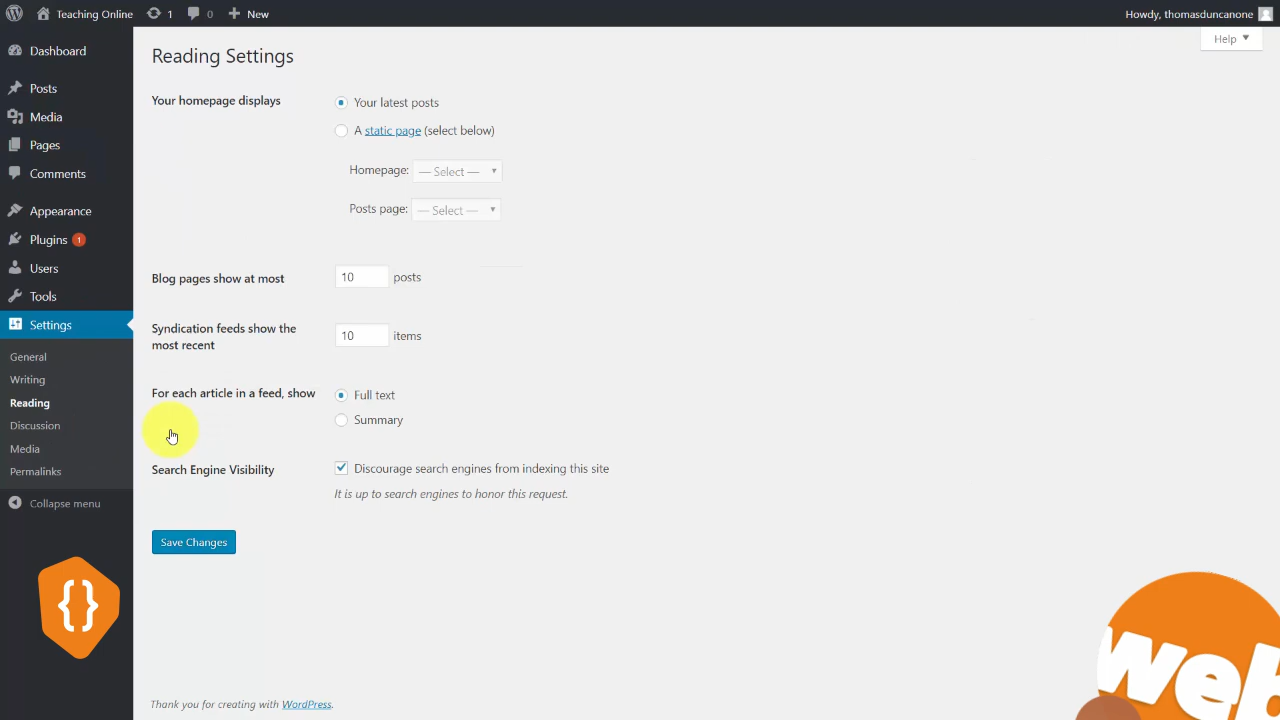 Teaching Online 1 0 New Howdy, thomasduncanone
Help ▼
Dashboard
Posts
Media
Pages
Comments
Appearance
Plugins 1
Users
Tools
Settings
General
Writing
Reading
Discussion
Media
Permalinks
Collapse menu
Reading Settings
Your homepage displays
Your latest posts
A static page (select below)
Homepage: — Select — ▼
Posts page: — Select — ▼
Blog pages show at most 10 posts
Syndication feeds show the
most recent
10 items
For each article in a feed, show
Full text
Summary
Search Engine Visibility
Discourage search engines from indexing this site
It is up to search engines to honor this request.
Save Changes
{}
Web
Thank you for creating with WordPress.